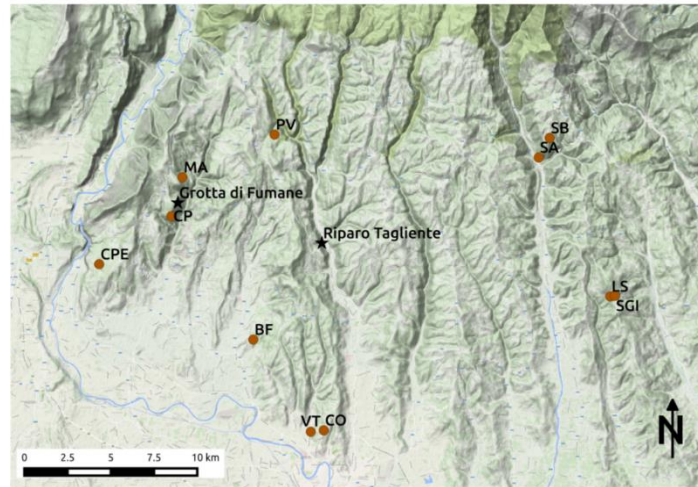 PV
SB
SA
MA
Grotta di Fumane
CP
Riparo Tagliente
CPE
LS
SGI
BF
VT CO
N
0 2.5 5 7.5 10 km